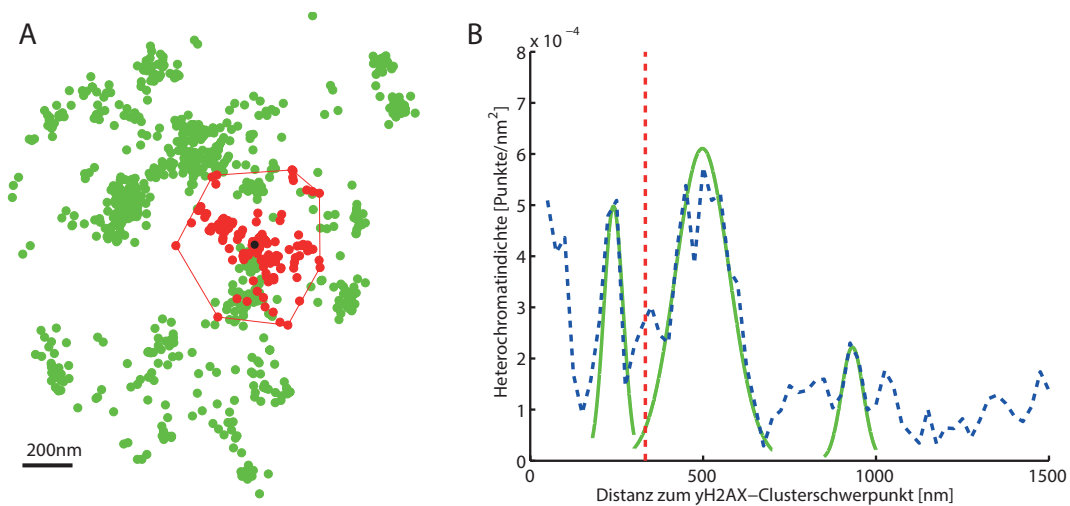 A
200nm
B
x 10⁻⁴
8
7
6
5
4
3
2
1
0
Heterochromatindichte [Punkte/nm²]
0 500 1000 1500
Distanz zum yH2AX−Clusterschwerpunkt [nm]